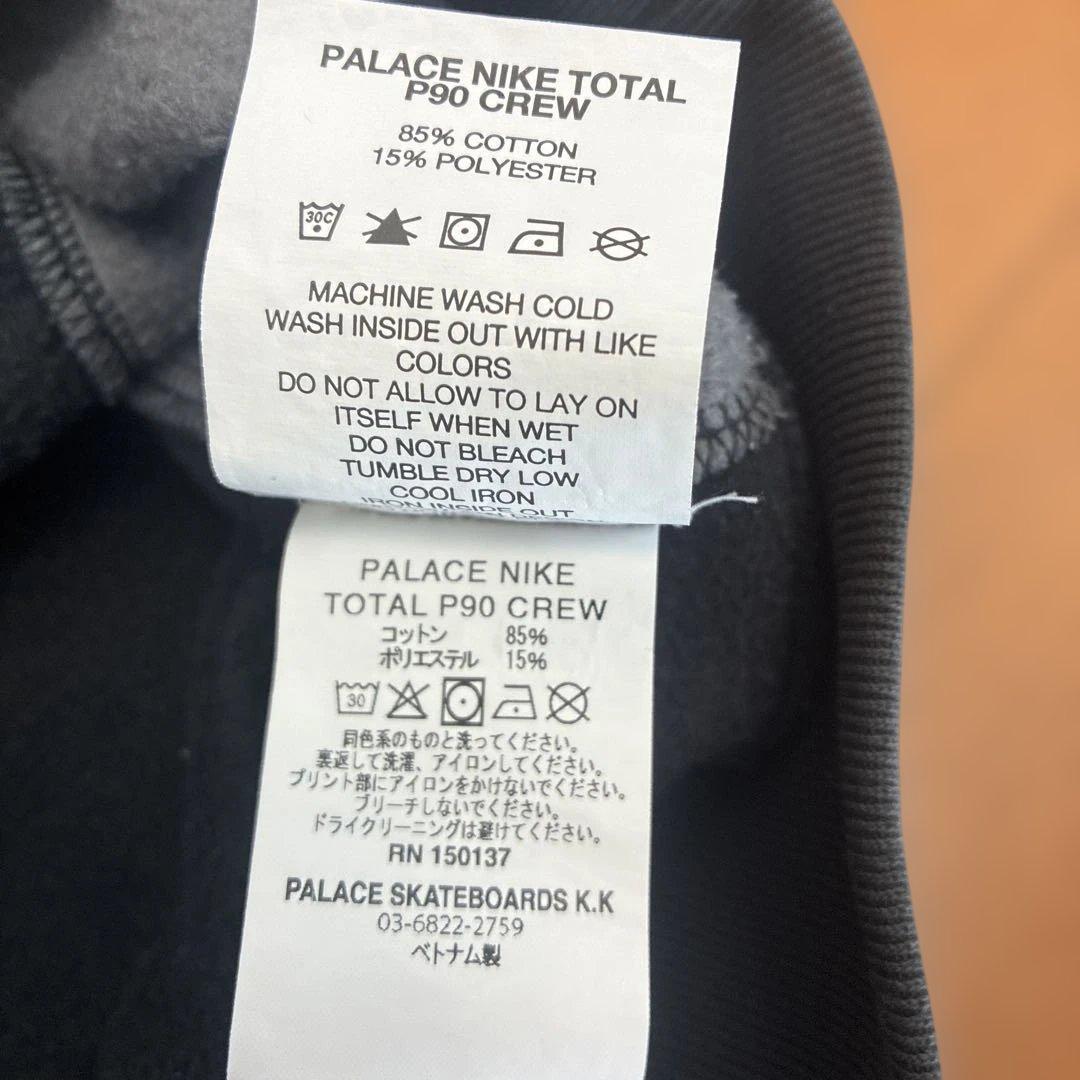 PALACE NIKE TOTAL
P90 CREW
85% COTTON
15% POLYESTER
30C
MACHINE WASH COLD
WASH INSIDE OUT WITH LIKE
COLORS
DO NOT ALLOW TO LAY ON
ITSELF WHEN WET
DO NOT BLEACH
TUMBLE DRY LOW
COOL IRON
IRON INSIDE OUT
PALACE NIKE
TOTAL P90 CREW
コットン 85%
ポリエステル 15%
30
同色系のものと洗ってください。
裏返して洗濯、アイロンしてください。
プリント部にアイロンをかけないでください。
ブリーチしないでください。
ドライクリーニングは避けてください。
RN 150137
PALACE SKATEBOARDS K.K
03-6822-2759
ベトナム製